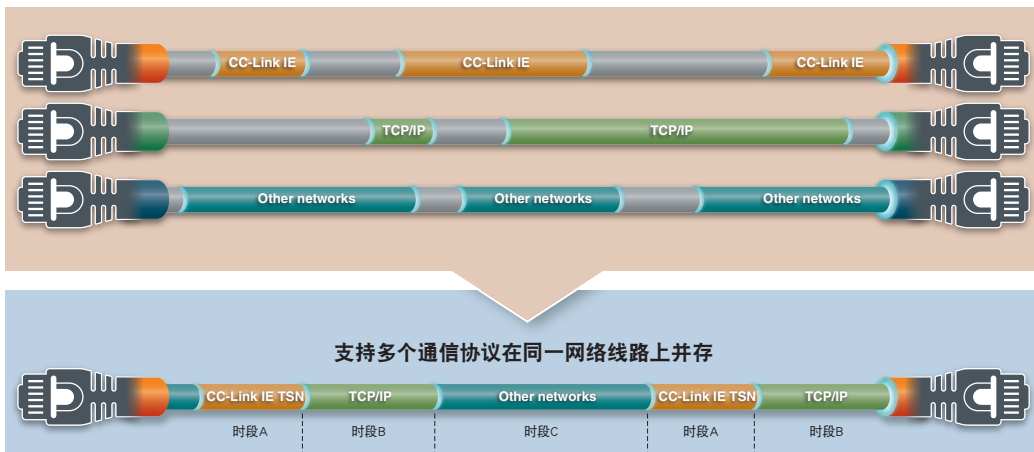 CC-Link IE CC-Link IE CC-Link IE
TCP/IP TCP/IP
Other networks Other networks Other networks
支持多个通信协议在同一网络线路上并存
CC-Link IE TSN TCP/IP Other networks CC-Link IE TSN TCP/IP
时段A 时段B 时段C 时段A 时段B